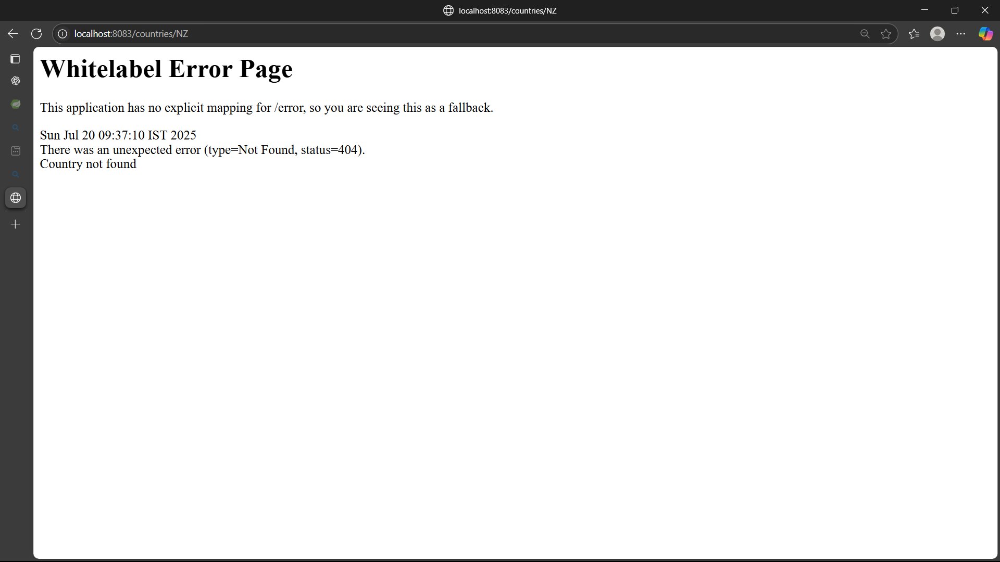 localhost:8083/countries/NZ
localhost:8083/countries/NZ
Whitelabel Error Page
This application has no explicit mapping for /error, so you are seeing this as a fallback.
Sun Jul 20 09:37:10 IST 2025
There was an unexpected error (type=Not Found, status=404).
Country not found